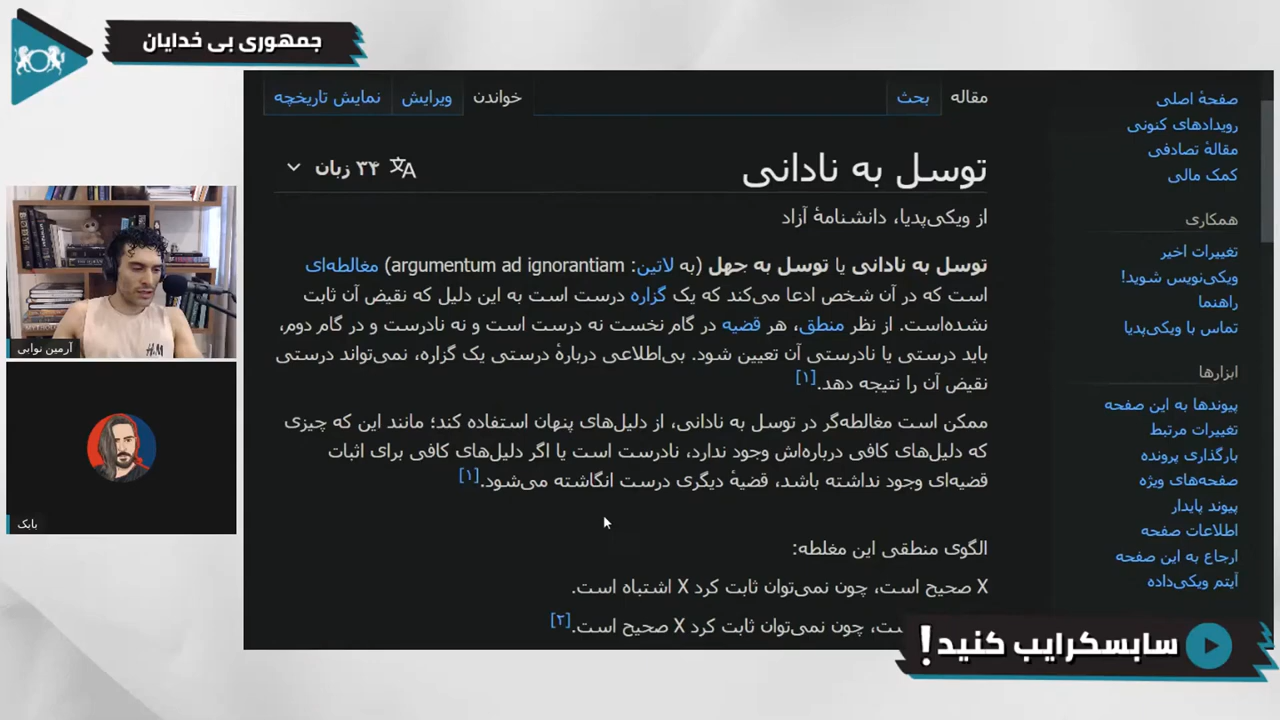 جمهوری بی خدایان
مقاله بحث خواندن ویرایش نمایش تاریخچه
توسل به نادانی
۳۴ زبان
از ویکی‌پدیا، دانشنامهٔ آزاد
توسل به نادانی یا توسل به جهل (به لاتین: argumentum ad ignorantiam) مغالطه‌ای
است که در آن شخص ادعا می‌کند که یک گزاره درست است به این دلیل که نقیض آن ثابت
نشده‌است. از نظر منطق، هر قضیه در گام نخست نه درست است و نه نادرست و در گام دوم،
باید درستی یا نادرستی آن تعیین شود. بی‌اطلاعی دربارهٔ درستی یک گزاره، نمی‌تواند درستی
نقیض آن را نتیجه دهد.[۱]
ممکن است مغالطه‌گر در توسل به نادانی، از دلیل‌های پنهان استفاده کند؛ مانند این که چیزی
که دلیل‌های کافی درباره‌اش وجود ندارد، نادرست است یا اگر دلیل‌های کافی برای اثبات
قضیه‌ای وجود نداشته باشد، قضیهٔ دیگری درست انگاشته می‌شود.[۱]
الگوی منطقی این مغلطه:
X صحیح است، چون نمی‌توان ثابت کرد X اشتباه است.
ست، چون نمی‌توان ثابت کرد X صحیح است.[۲]
صفحهٔ اصلی
رویدادهای کنونی
مقالهٔ تصادفی
کمک مالی
همکاری
تغییرات اخیر
ویکی‌نویس شوید!
راهنما
تماس با ویکی‌پدیا
ابزارها
پیوندها به این صفحه
تغییرات مرتبط
بارگذاری پرونده
صفحه‌های ویژه
پیوند پایدار
اطلاعات صفحه
ارجاع به این صفحه
آیتم ویکی‌داده
آرمین نوابی
H&M
بابک
سابسکرایب کنید!